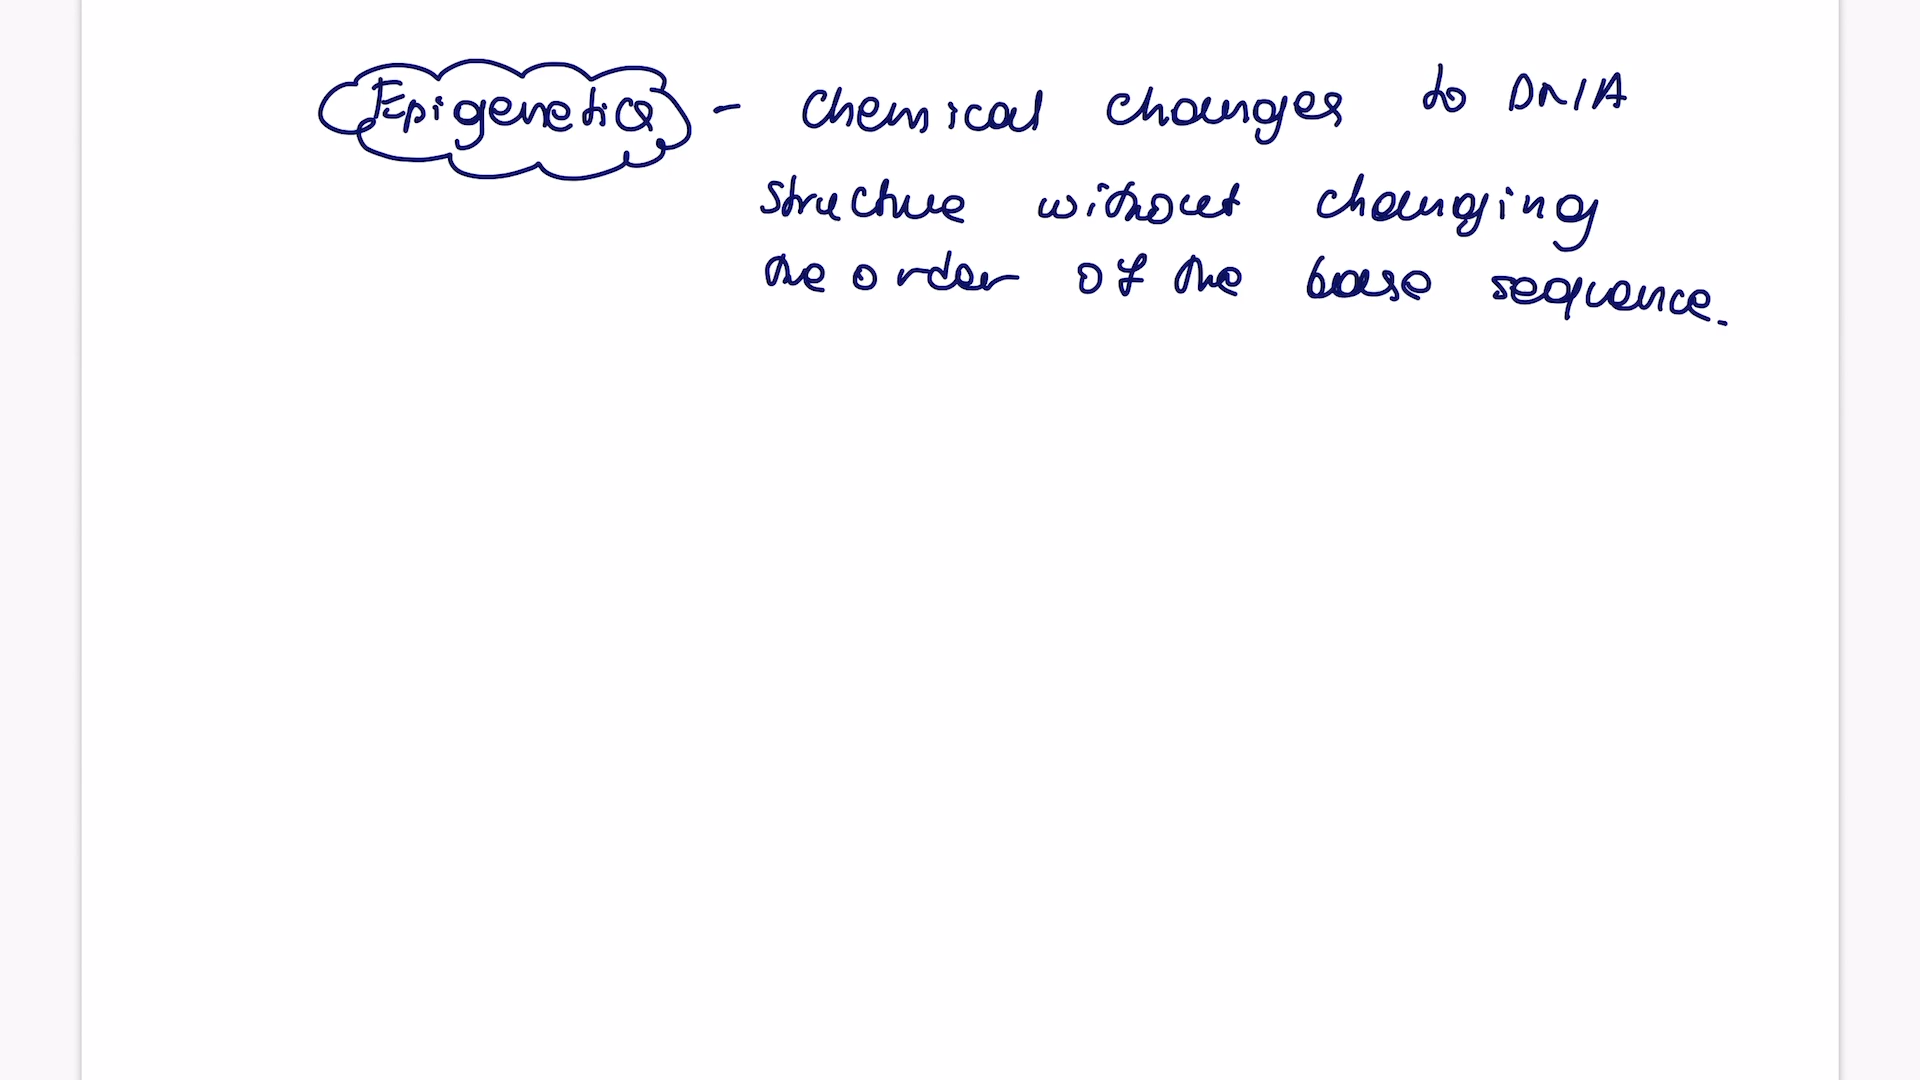 Epigenetics - Chemical changes to DNA
structure without changing
the order of the base sequence.